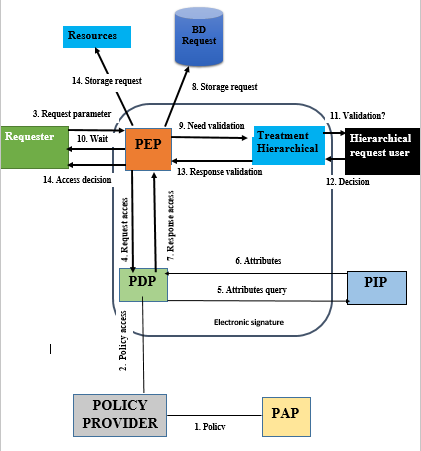 Resources
BD
Request
14. Storage request
8. Storage request
3. Request parameter
11. Validation?
9. Need validation
Requester
10. Wait
PEP
Treatment
Hierarchical
Hierarchical
request user
13. Response validation
14. Access decision
12. Decision
4. Request access
7. Response access
6. Attributes
PDP
5. Attributes query
PIP
Electronic signature
2. Policy access
POLICY
PROVIDER
1. Policy
PAP